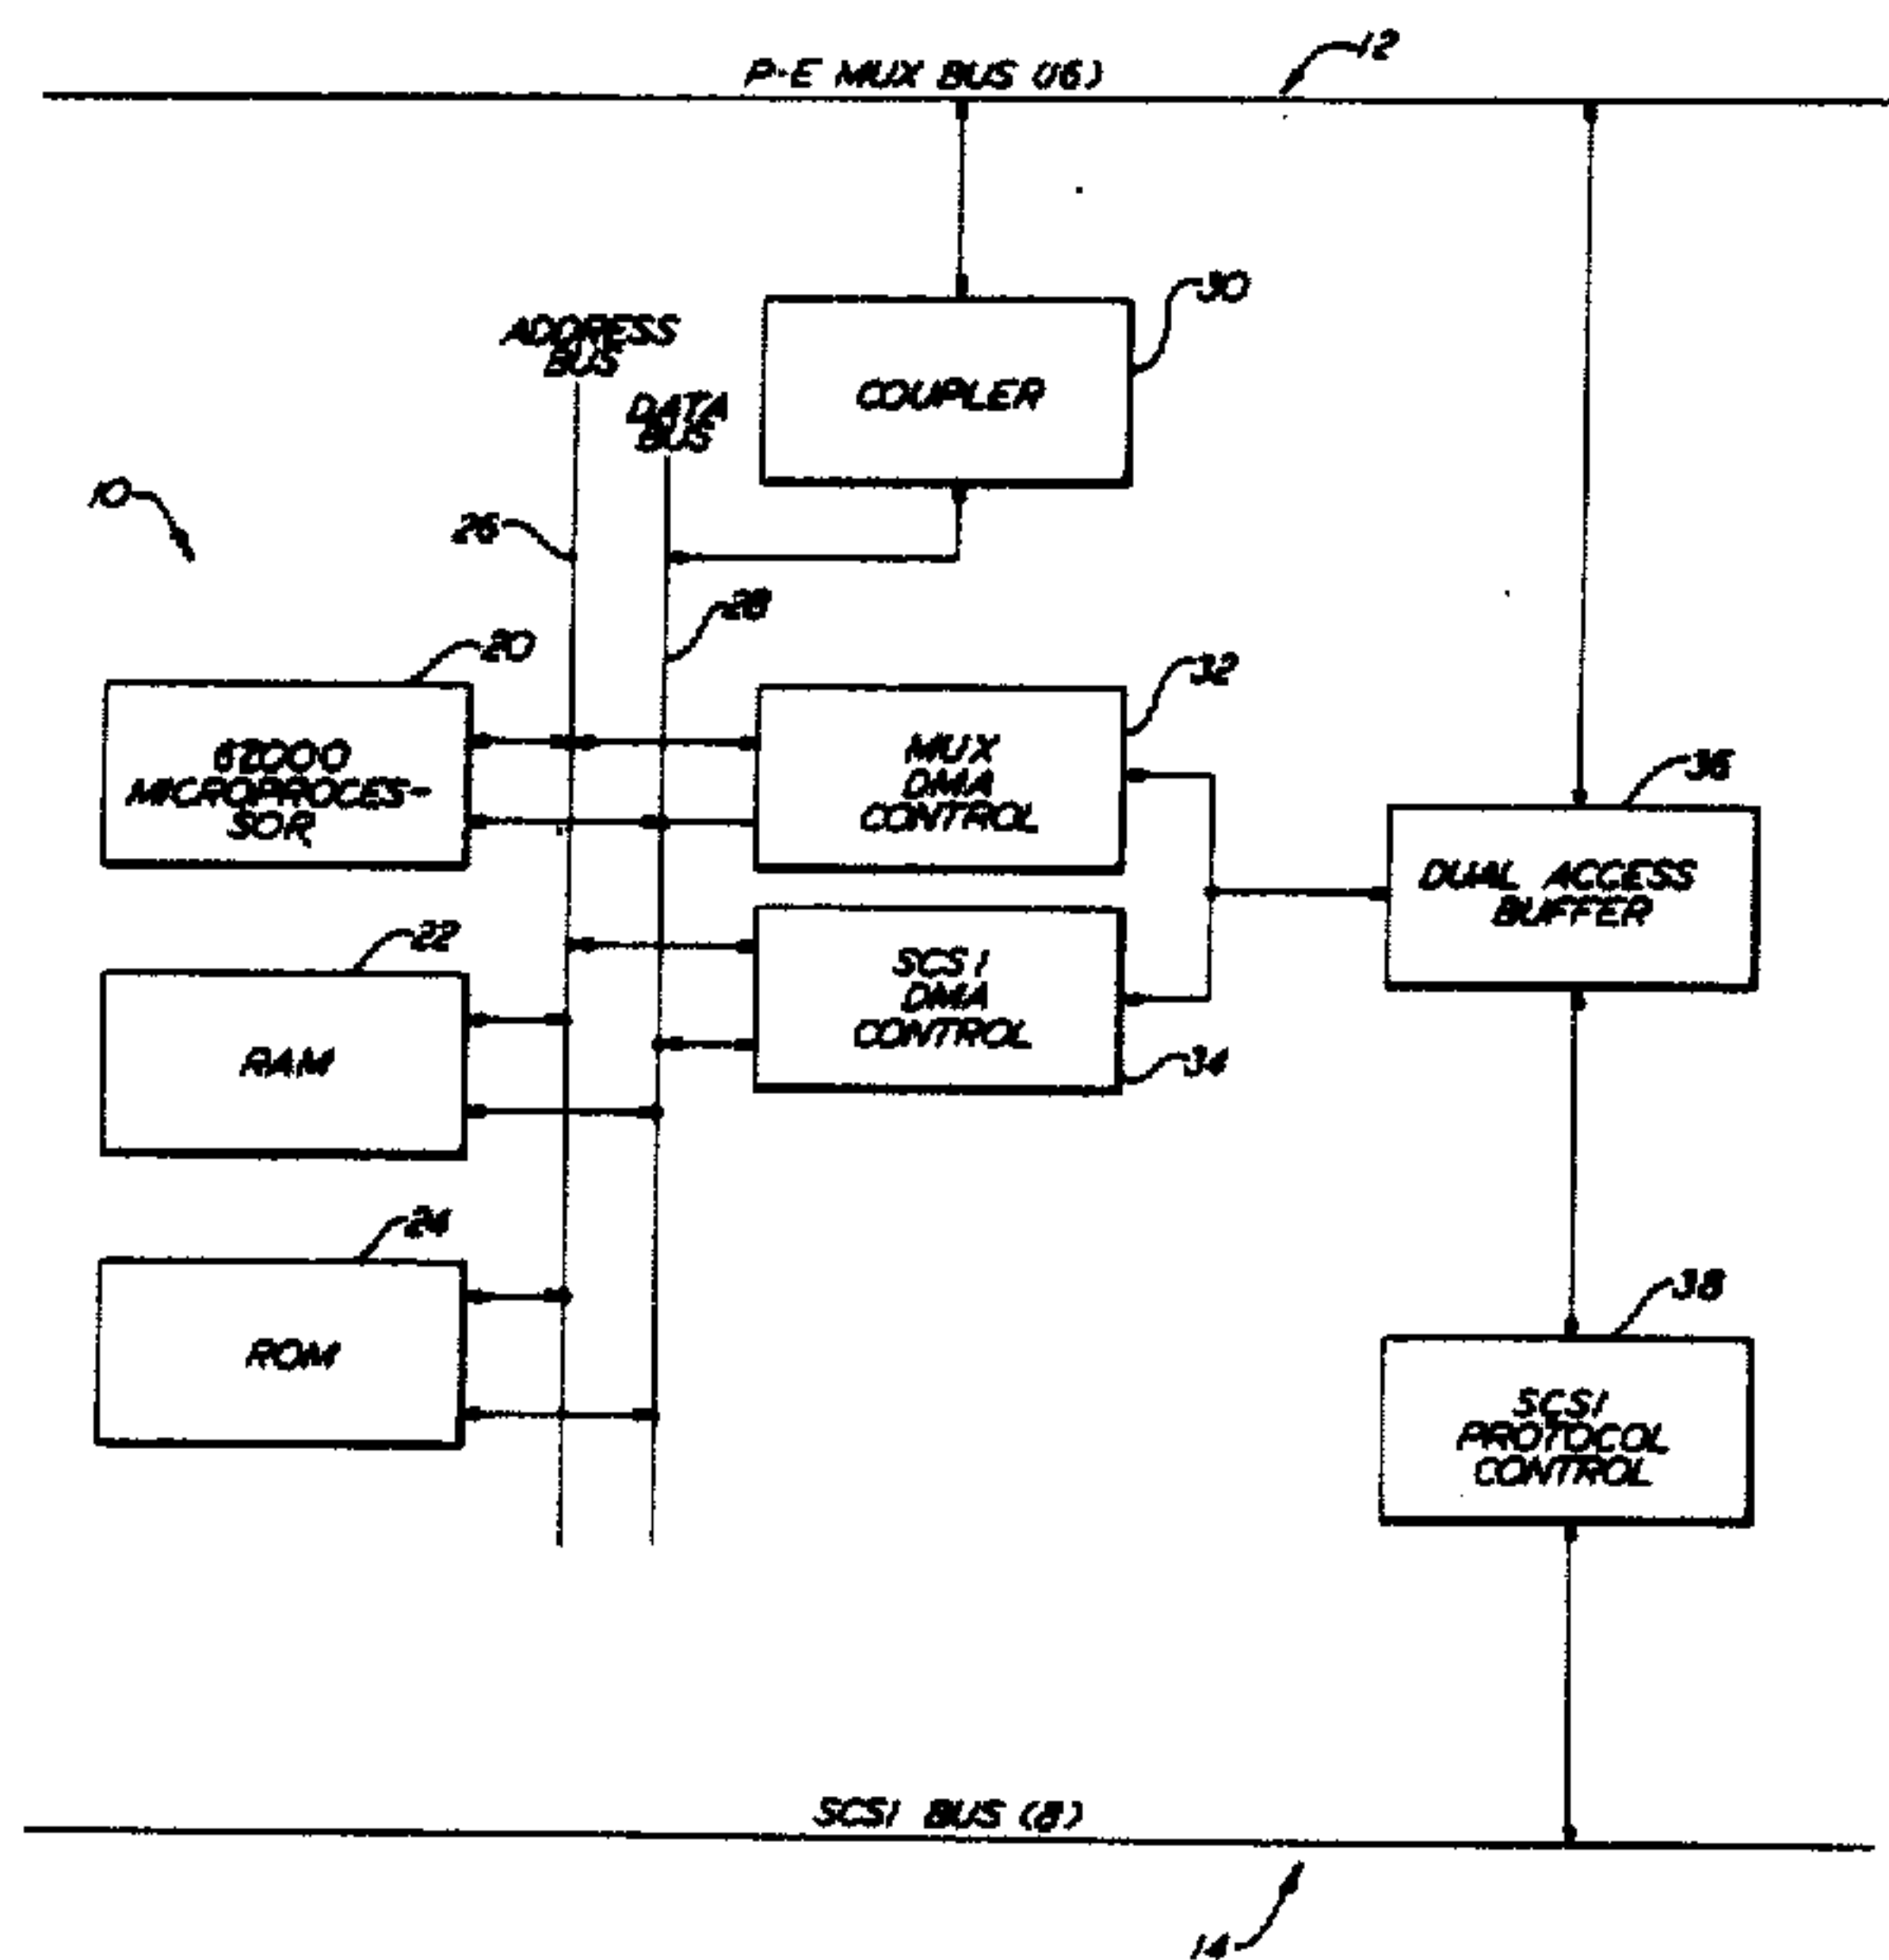 12
P-E MUX BUS (16)
30
ADDRESS
BUS
COUPLER
DATA
BUS
10
26
28
20
32
MICROPROCES-
SOR
MUX
DMA
CONTROL
36
DUAL ACCESS
BUFFER
22
SCSI
DMA
CONTROL
RAM
34
24
38
ROM
SCSI
PROTOCOL
CONTROL
SCSI BUS (8)
14